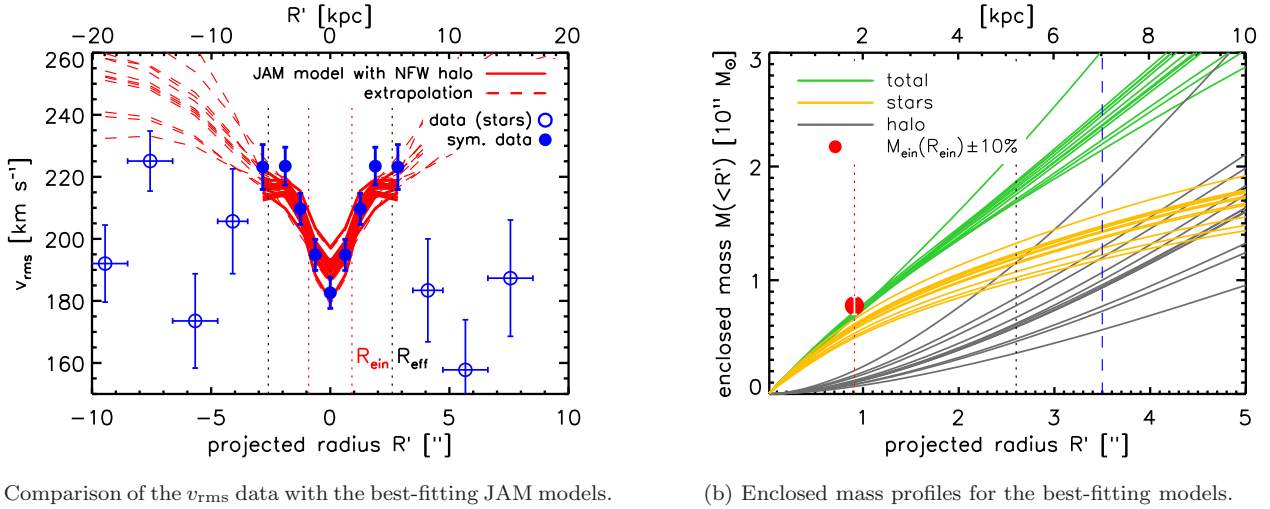 R' [kpc]
−20 −10 0 10 20
260
240
220
200
180
160
v_rms [km s⁻¹]
JAM model with NFW halo
extrapolation
data (stars)
sym. data
R_ein R_eff
−10 −5 0 5 10
projected radius R' ["]
Comparison of the v_rms data with the best-fitting JAM models.
[kpc]
2 4 6 8 10
3
2
1
0
enclosed mass M(<R') [10¹¹ M_⊙]
total
stars
halo
M_ein(R_ein)±10%
1 2 3 4 5
projected radius R' ["]
(b) Enclosed mass profiles for the best-fitting models.